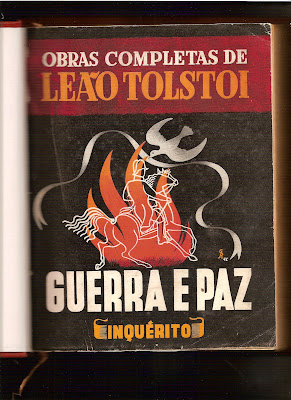 OBRAS COMPLETAS DE
LEÃO TOLSTOI
GUERRA E PAZ
INQUÉRITO